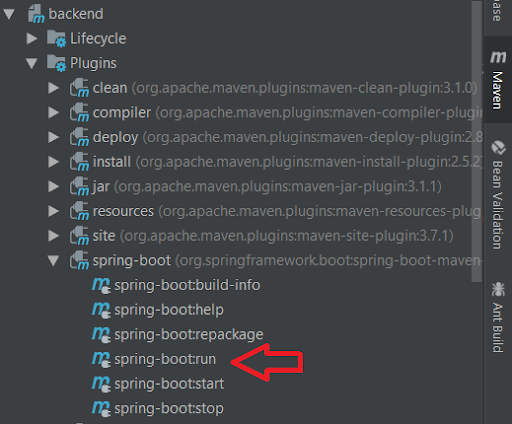 backend
Lifecycle
Plugins
clean (org.apache.maven.plugins:maven-clean-plugin:3.1.0)
compiler (org.apache.maven.plugins:maven-compiler-plugin
deploy (org.apache.maven.plugins:maven-deploy-plugin:2.8
install (org.apache.maven.plugins:maven-install-plugin:2.5.2)
jar (org.apache.maven.plugins:maven-jar-plugin:3.1.1)
resources (org.apache.maven.plugins:maven-resources-plug
site (org.apache.maven.plugins:maven-site-plugin:3.7.1)
spring-boot (org.springframework.boot:spring-boot-maven-
spring-boot:build-info
spring-boot:help
spring-boot:repackage
spring-boot:run
spring-boot:start
spring-boot:stop
Maven
Bean Validation
Ant Build